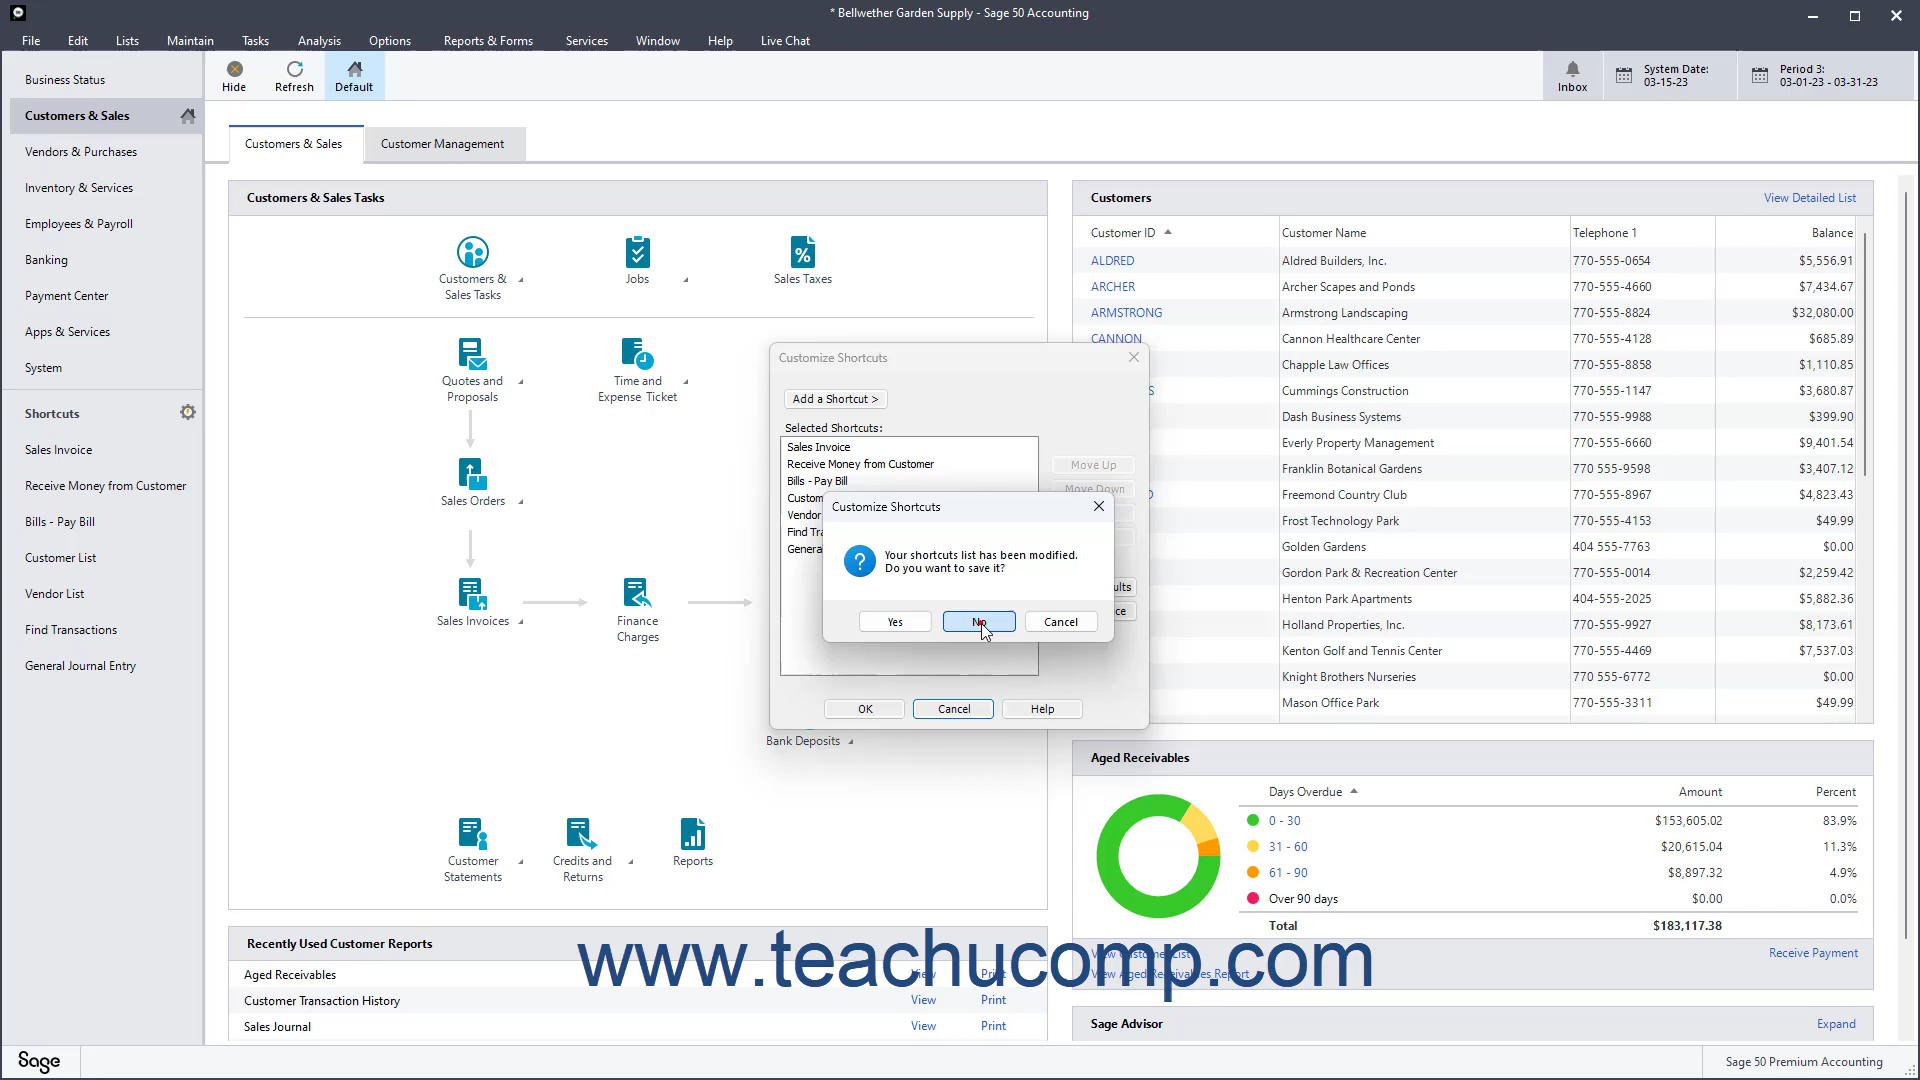 * Bellwether Garden Supply - Sage 50 Accounting
File Edit Lists Maintain Tasks Analysis Options Reports & Forms Services Window Help Live Chat
Business Status
Customers & Sales
Vendors & Purchases
Inventory & Services
Employees & Payroll
Banking
Payment Center
Apps & Services
System
Shortcuts
Sales Invoice
Receive Money from Customer
Bills - Pay Bill
Customer List
Vendor List
Find Transactions
General Journal Entry
Hide Refresh Default
Inbox
System Date:
03-15-23
Period 3:
03-01-23 - 03-31-23
Customers & Sales Customer Management
Customers & Sales Tasks
Customers &
Sales Tasks
Jobs
Sales Taxes
Quotes and
Proposals
Time and
Expense Ticket
Sales Orders
Sales Invoices
Finance
Charges
Bank Deposits
Customer
Statements
Credits and
Returns
Reports
Customize Shortcuts
Add a Shortcut >
Selected Shortcuts:
Sales Invoice
Receive Money from Customer
Bills - Pay Bill
Custom
Vendor
Find Tra
Genera
Move Up
Move Down
ults
ce
OK Cancel Help
Customize Shortcuts
Your shortcuts list has been modified.
Do you want to save it?
Yes No Cancel
Customers View Detailed List
Customer ID Customer Name Telephone 1 Balance
ALDRED Aldred Builders, Inc. 770-555-0654 $5,556.91
ARCHER Archer Scapes and Ponds 770-555-4660 $7,434.67
ARMSTRONG Armstrong Landscaping 770-555-8824 $32,080.00
CANNON Cannon Healthcare Center 770-555-4128 $685.89
Chapple Law Offices 770-555-8858 $1,110.85
S Cummings Construction 770-555-1147 $3,680.87
Dash Business Systems 770-555-9988 $399.90
Everly Property Management 770-555-6660 $9,401.54
Franklin Botanical Gardens 770 555-9598 $3,407.12
D Freemond Country Club 770-555-8967 $4,823.43
Frost Technology Park 770-555-4153 $49.99
Golden Gardens 404 555-7763 $0.00
Gordon Park & Recreation Center 770-555-0014 $2,259.42
Henton Park Apartments 404-555-2025 $5,882.36
Holland Properties, Inc. 770-555-9927 $8,173.61
Kenton Golf and Tennis Center 770-555-4469 $7,537.03
Knight Brothers Nurseries 770 555-6772 $0.00
Mason Office Park 770-555-3311 $49.99
Aged Receivables
Days Overdue Amount Percent
0 - 30 $153,605.02 83.9%
31 - 60 $20,615.04 11.3%
61 - 90 $8,897.32 4.9%
Over 90 days $0.00 0.0%
Total $183,117.38
View Customer List Receive Payment
View Aged Receivables Report
Recently Used Customer Reports
Aged Receivables View Print
Customer Transaction History View Print
Sales Journal View Print
Sage Advisor Expand
www.teachucomp.com
Sage
Sage 50 Premium Accounting